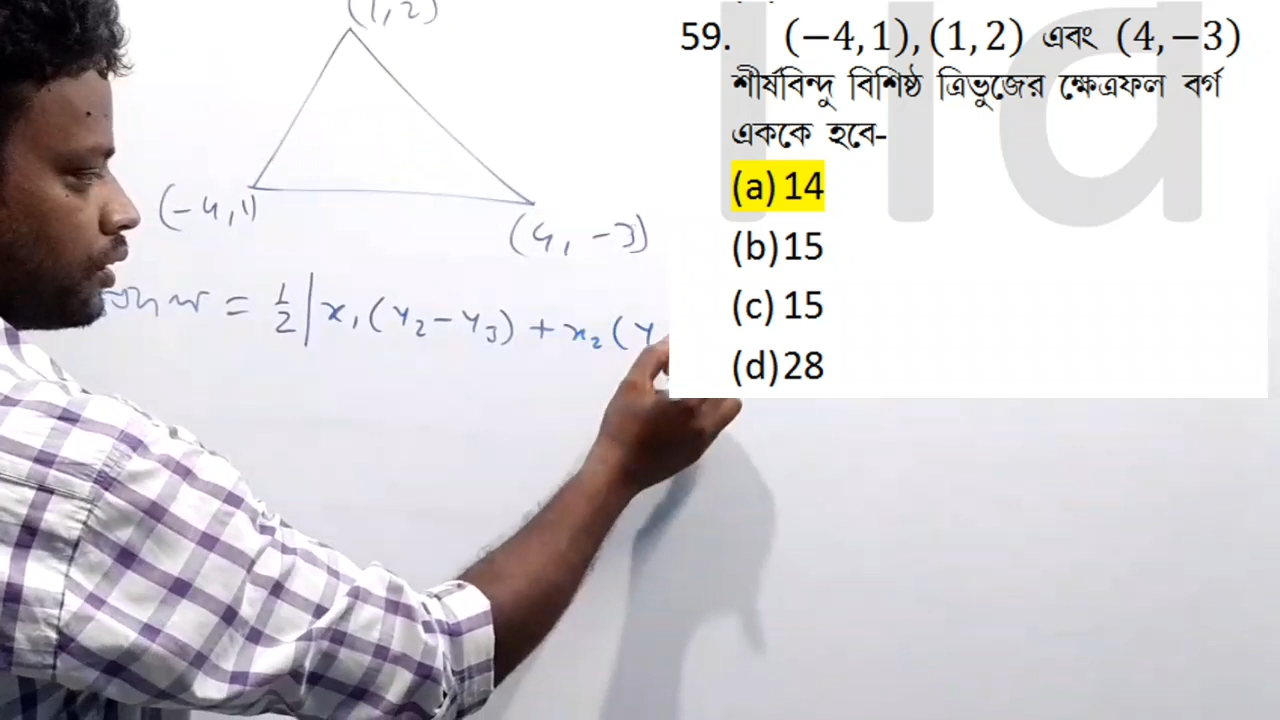 (1, 2)
(-4, 1)
(4, -3)
= 1/2 | x₁ (y₂ - y₃) + x₂ (y
59. (−4, 1), (1, 2) এবং (4, −3)
শীর্ষবিন্দু বিশিষ্ঠ ত্রিভুজের ক্ষেত্রফল বর্গ
এককে হবে-
(a) 14
(b) 15
(c) 15
(d) 28